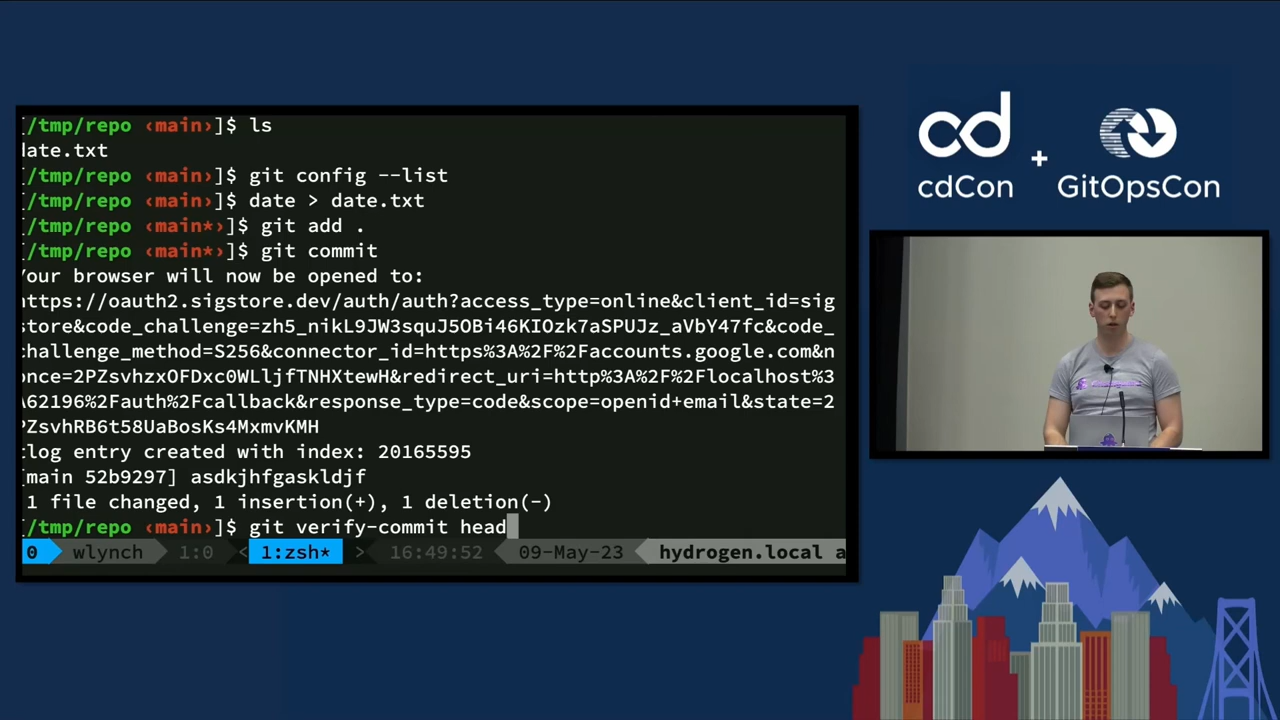 [/tmp/repo ‹main›]$ ls
date.txt
[/tmp/repo ‹main›]$ git config --list
[/tmp/repo ‹main›]$ date > date.txt
[/tmp/repo ‹main*›]$ git add .
[/tmp/repo ‹main*›]$ git commit
Your browser will now be opened to:
https://oauth2.sigstore.dev/auth/auth?access_type=online&client_id=sig
store&code_challenge=zh5_nikL9JW3squJ5OBi46KIOzk7aSPUJz_aVbY47fc&code_
challenge_method=S256&connector_id=https%3A%2F%2Faccounts.google.com&n
once=2PZsvhzxOFDxc0WLljfTNHXtewH&redirect_uri=http%3A%2F%2Flocalhost%3
A62196%2Fauth%2Fcallback&response_type=code&scope=openid+email&state=2
PZsvhRB6t58UaBosKs4MxmvKMH
tlog entry created with index: 20165595
[main 52b9297] asdkjhfgaskldjf
1 file changed, 1 insertion(+), 1 deletion(-)
[/tmp/repo ‹main›]$ git verify-commit head
0 wlynch 1:0 < 1:zsh* > 16:49:52 09-May-23 hydrogen.local a
cd + 
cdCon GitOpsCon